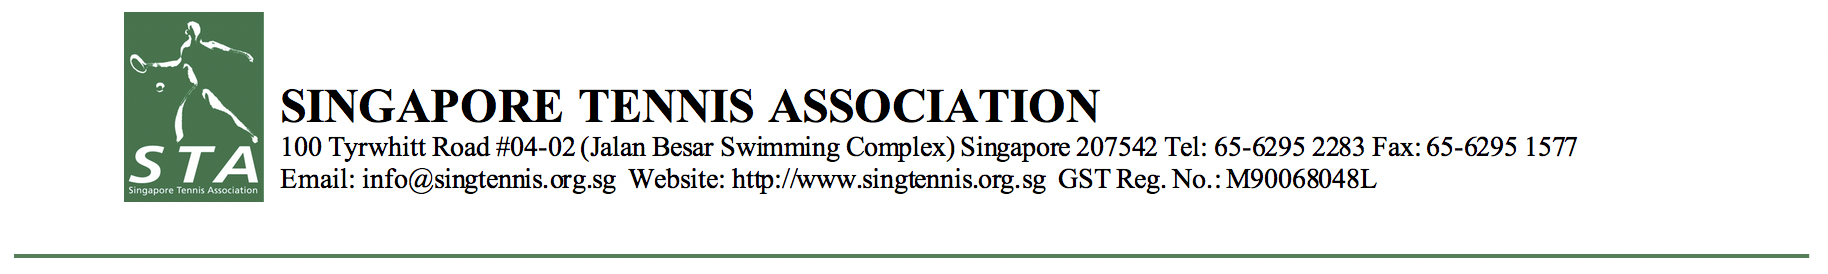 SINGAPORE TENNIS ASSOCIATION
100 Tyrwhitt Road #04-02 (Jalan Besar Swimming Complex) Singapore 207542 Tel: 65-6295 2283 Fax: 65-6295 1577
Email: info@singtennis.org.sg Website: http://www.singtennis.org.sg GST Reg. No.: M90068048L
STA
Singapore Tennis Association